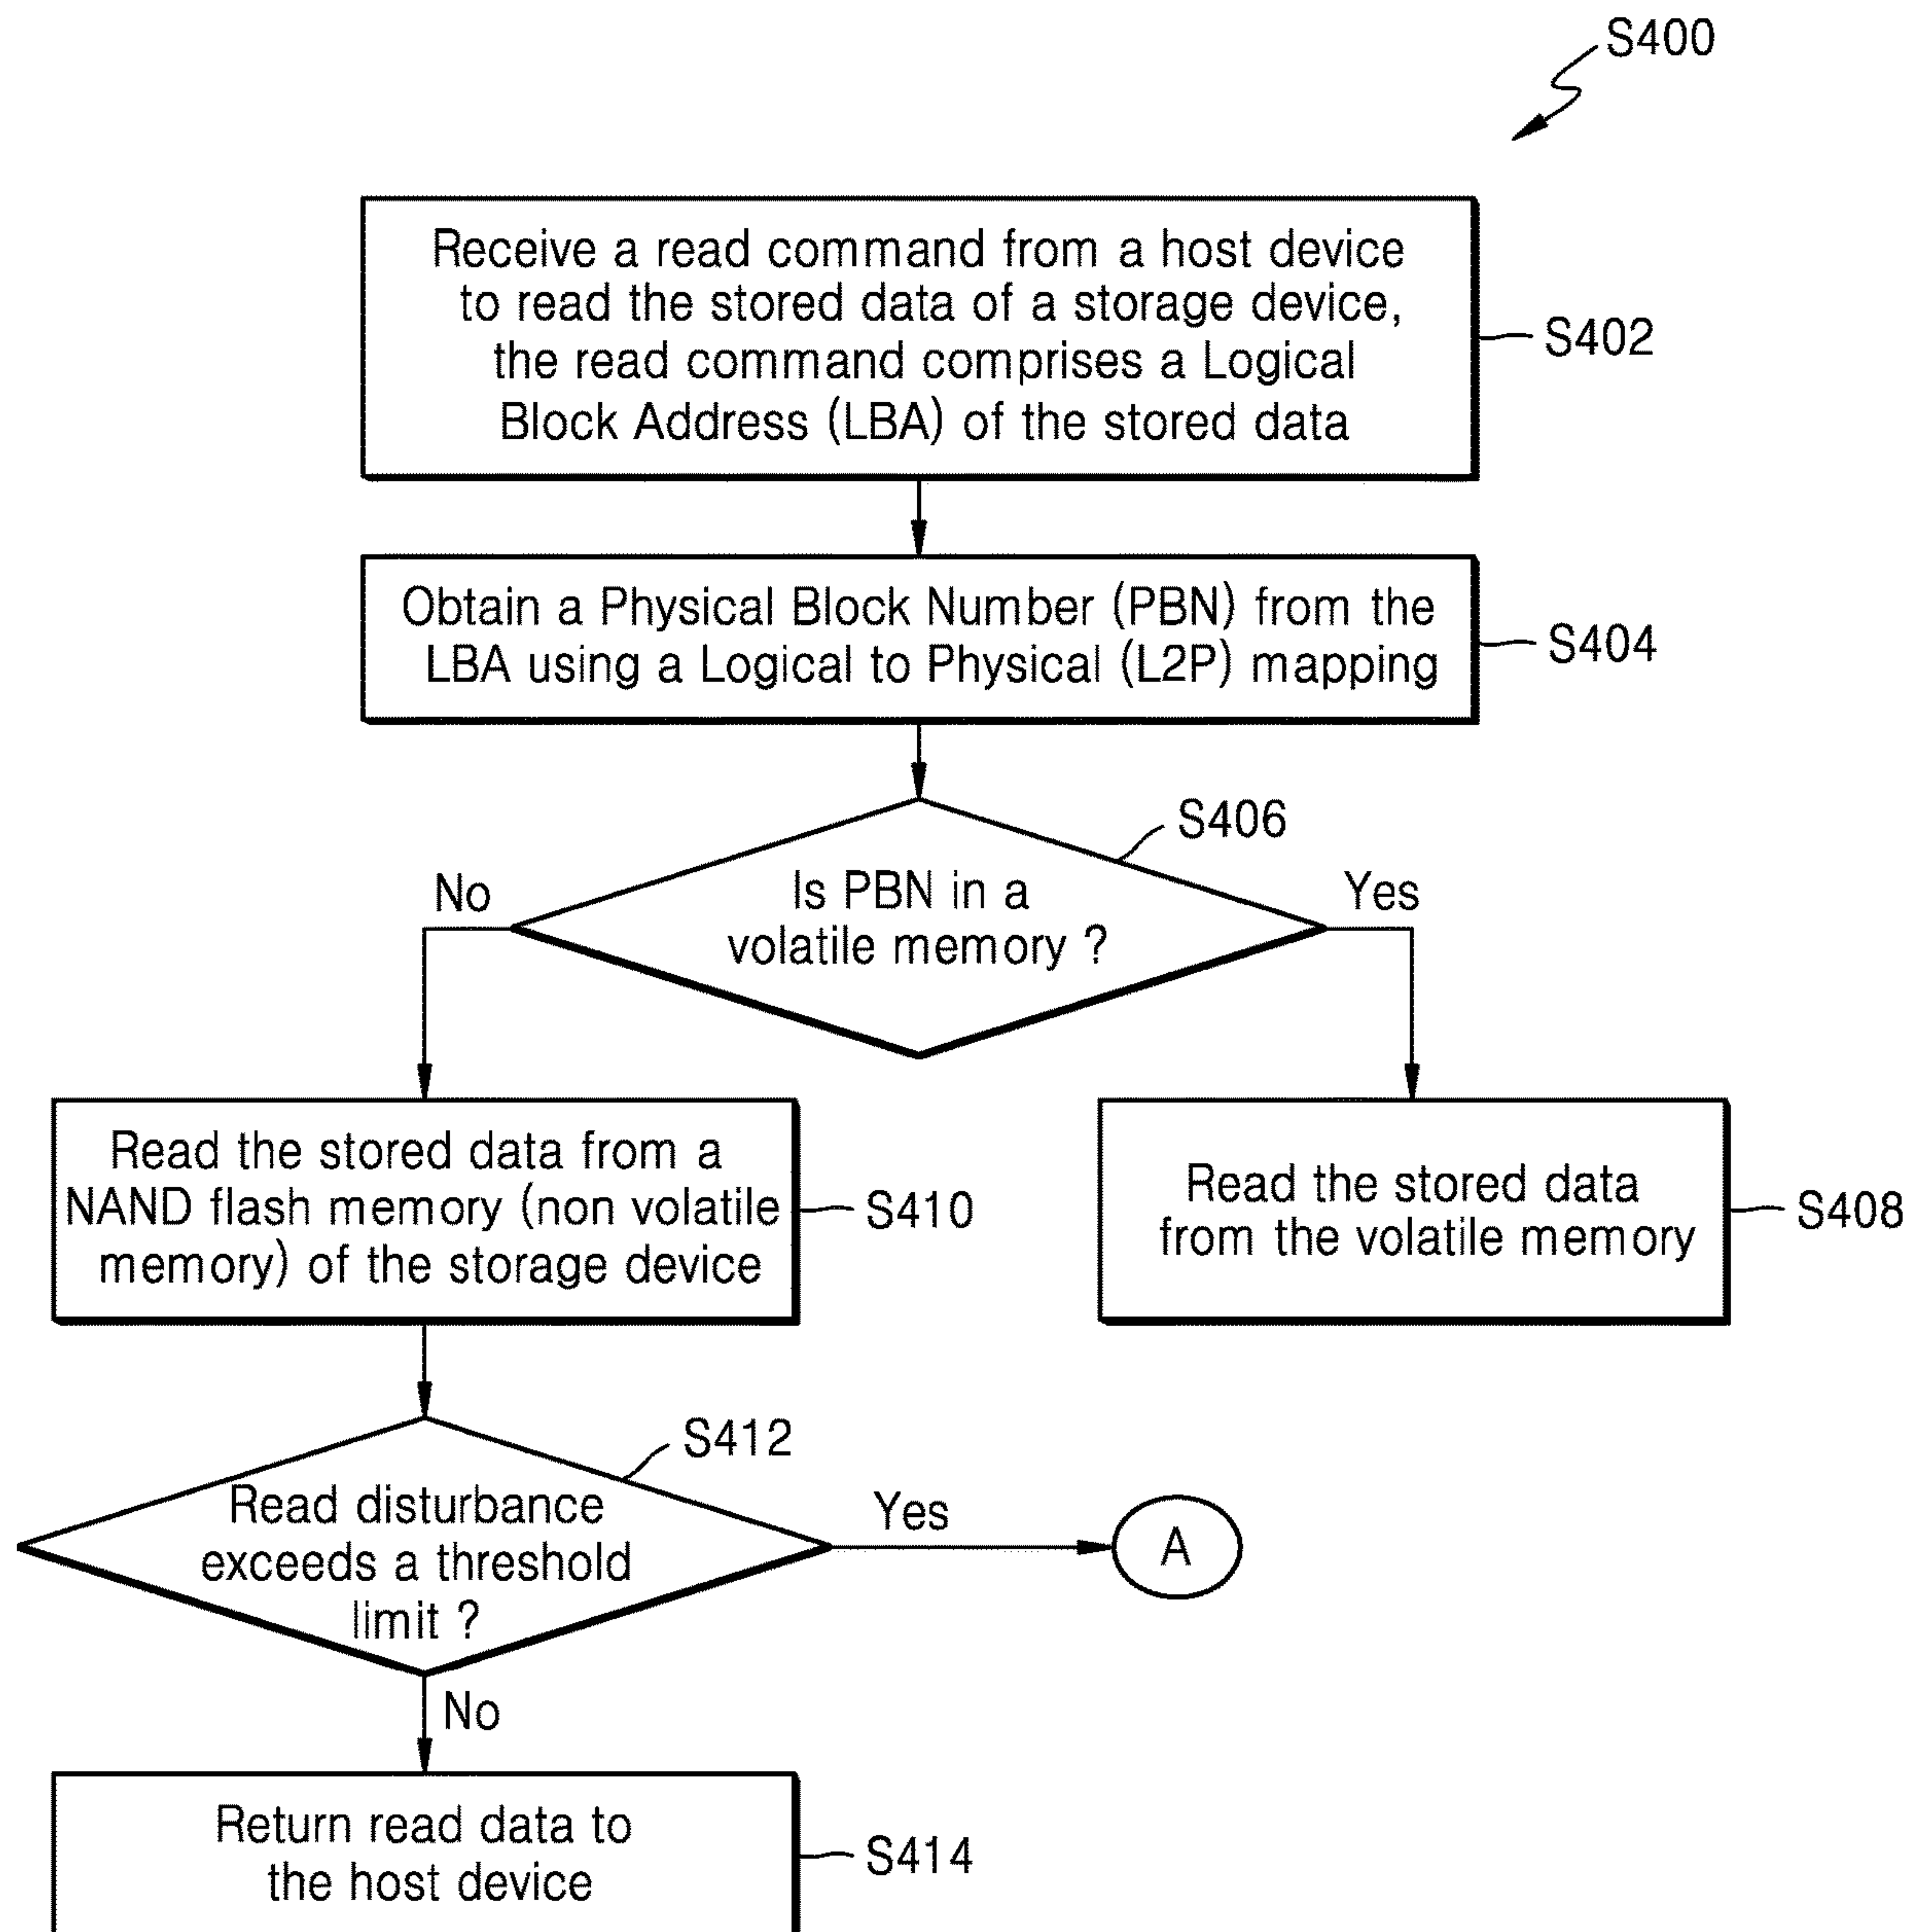 S400
Receive a read command from a host device
to read the stored data of a storage device,
the read command comprises a Logical
Block Address (LBA) of the stored data
S402
Obtain a Physical Block Number (PBN) from the
LBA using a Logical to Physical (L2P) mapping
S404
S406
No
Is PBN in a
volatile memory ?
Yes
Read the stored data from a
NAND flash memory (non volatile
memory) of the storage device
S410
Read the stored data
from the volatile memory
S408
S412
Read disturbance
exceeds a threshold
limit ?
Yes
A
No
Return read data to
the host device
S414